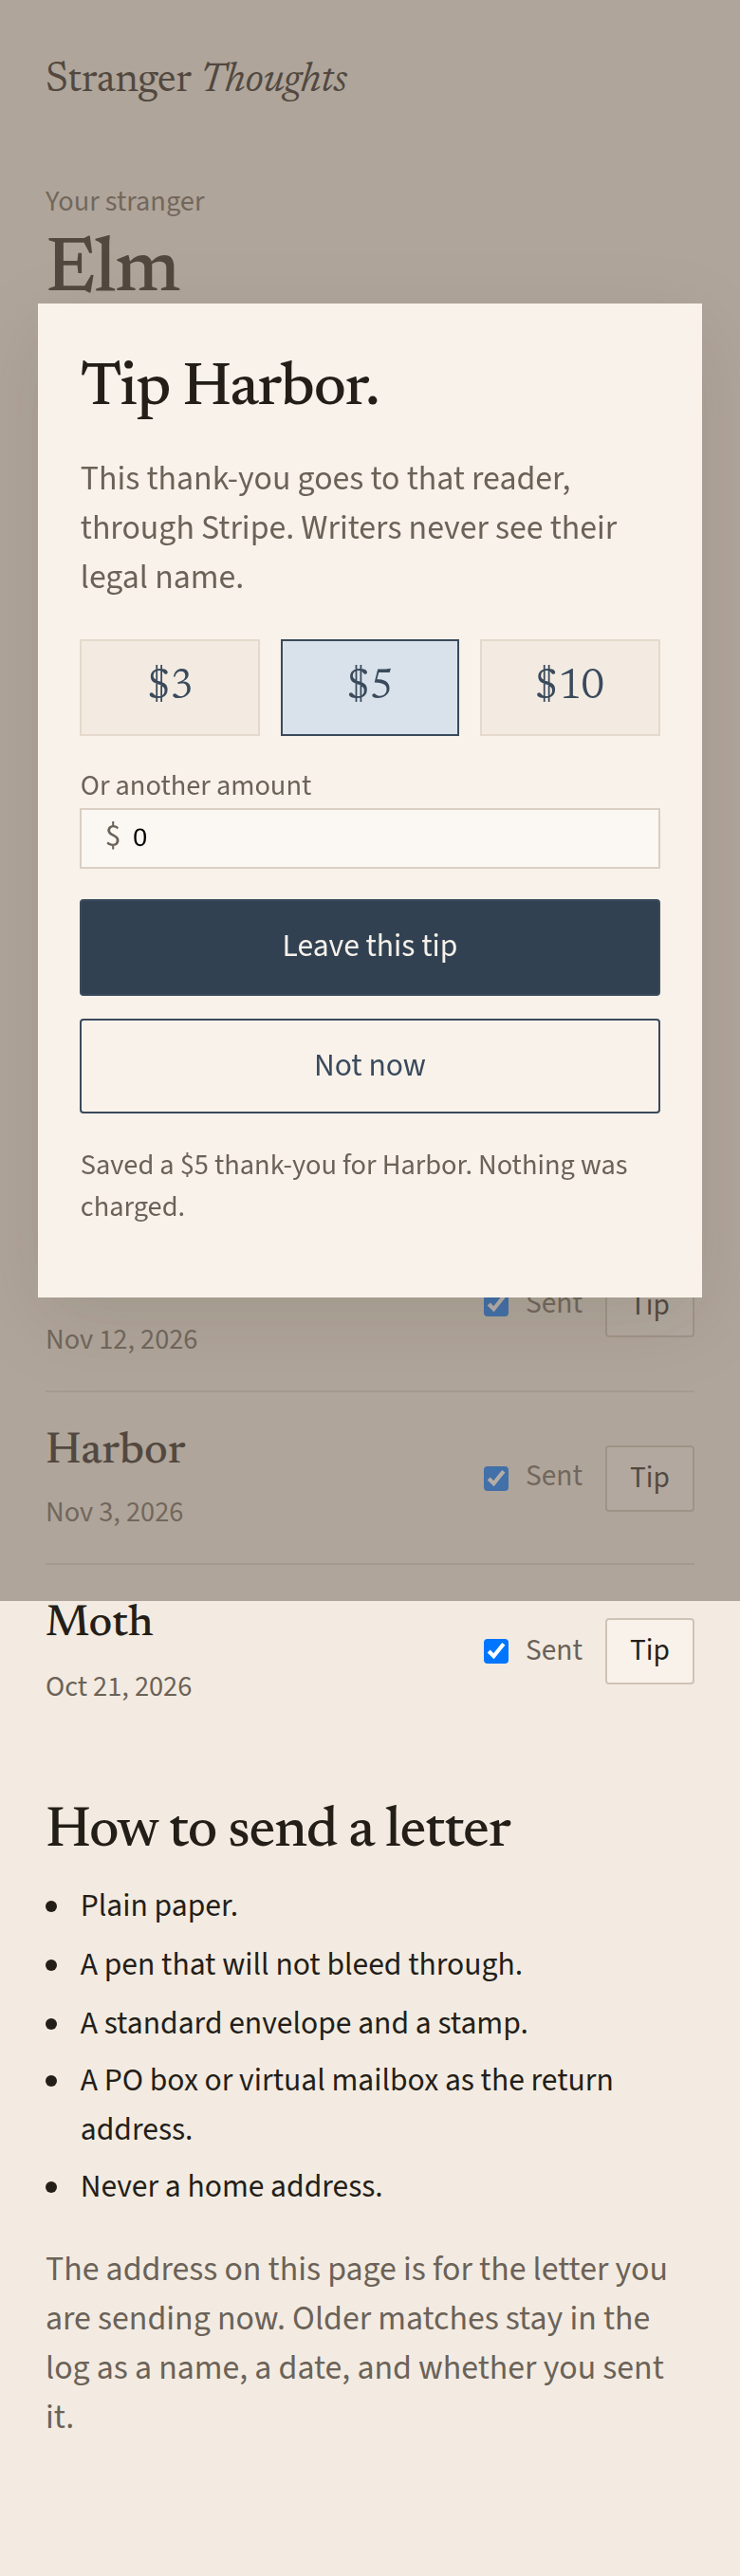 Stranger Thoughts
Your stranger
Elm
Tip Harbor.
This thank-you goes to that reader,
through Stripe. Writers never see their
legal name.
$3 $5 $10
Or another amount
$ 0
Leave this tip
Not now
Saved a $5 thank-you for Harbor. Nothing was
charged.
Sent Tip
Nov 12, 2026
Harbor
Sent Tip
Nov 3, 2026
Moth
Sent Tip
Oct 21, 2026
How to send a letter
• Plain paper.
• A pen that will not bleed through.
• A standard envelope and a stamp.
• A PO box or virtual mailbox as the return
address.
• Never a home address.
The address on this page is for the letter you
are sending now. Older matches stay in the
log as a name, a date, and whether you sent
it.